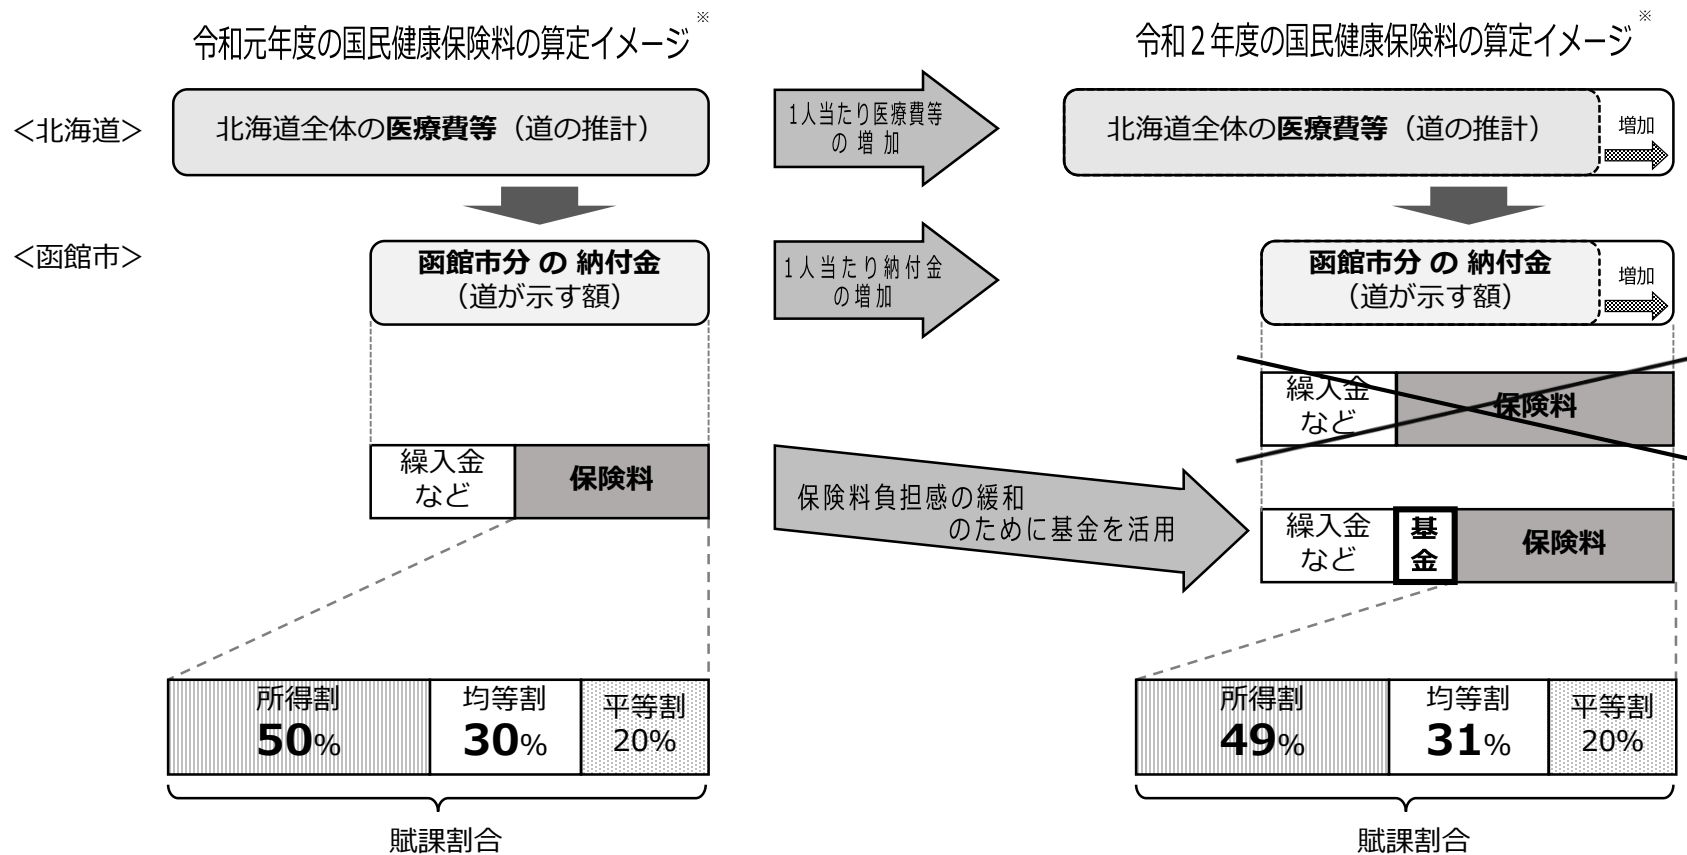 令和元年度の国民健康保険料の算定イメージ※
令和２年度の国民健康保険料の算定イメージ※
＜北海道＞
北海道全体の医療費等（道の推計）
1人当たり医療費等
の 増 加
北海道全体の医療費等（道の推計）
増加
＜函館市＞
函館市分 の 納付金
（道が示す額）
1人当たり納付金
の増加
函館市分 の 納付金
（道が示す額）
増加
繰入金
など
保険料
繰入金
など
保険料
保険料負担感の緩和
のために基金を活用
繰入金
など
基
金
保険料
所得割
50%
均等割
30%
平等割
20%
賦課割合
所得割
49%
均等割
31%
平等割
20%
賦課割合